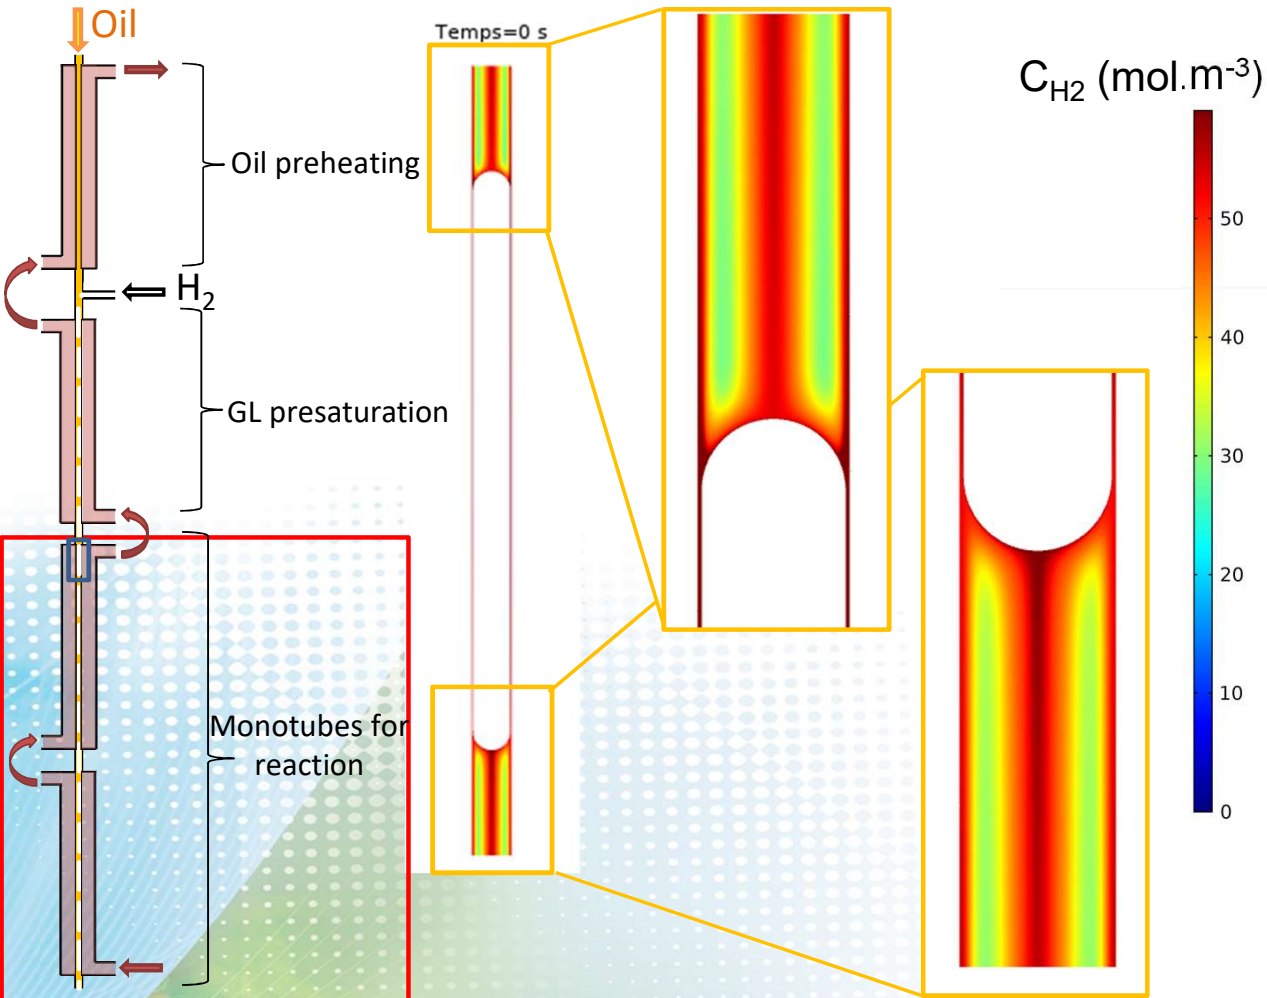 Oil
Temps=0 s
C_H2 (mol.m⁻³)
Oil preheating
H₂
GL presaturation
Monotubes for
reaction
50
40
30
20
10
0